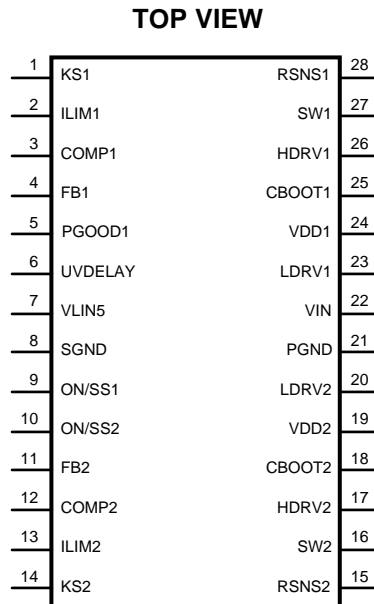 TOP VIEW
1 KS1 RSNS1 28
2 ILIM1 SW1 27
3 COMP1 HDRV1 26
4 FB1 CBOOT1 25
5 PGOOD1 VDD1 24
6 UVDELAY LDRV1 23
7 VLIN5 VIN 22
8 SGND PGND 21
9 ON/SS1 LDRV2 20
10 ON/SS2 VDD2 19
11 FB2 CBOOT2 18
12 COMP2 HDRV2 17
13 ILIM2 SW2 16
14 KS2 RSNS2 15